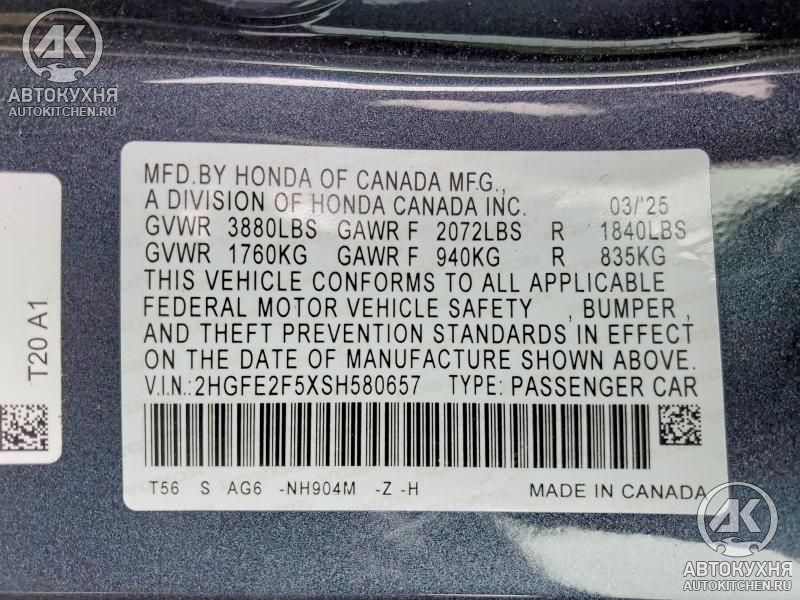 AK
АВТОКУХНЯ
AUTOKITCHEN.RU
MFD.BY HONDA OF CANADA MFG.,
A DIVISION OF HONDA CANADA INC. 03/'25
GVWR 3880LBS GAWR F 2072LBS R 1840LBS
GVWR 1760KG GAWR F 940KG R 835KG
THIS VEHICLE CONFORMS TO ALL APPLICABLE
FEDERAL MOTOR VEHICLE SAFETY , BUMPER ,
AND THEFT PREVENTION STANDARDS IN EFFECT
ON THE DATE OF MANUFACTURE SHOWN ABOVE.
V.I.N.:2HGFE2F5XSH580657 TYPE: PASSENGER CAR
T56 S AG6 -NH904M -Z -H MADE IN CANADA
T20 A1
AK
АВТОКУХНЯ
AUTOKITCHEN.RU